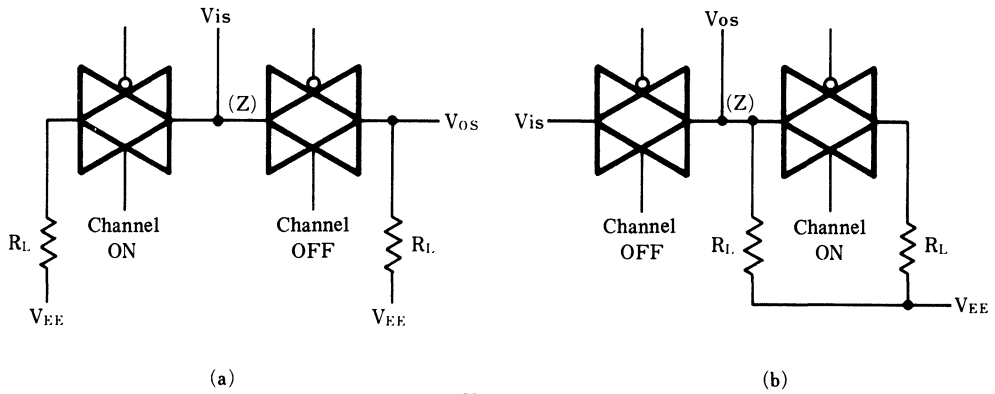 Vis
(Z)
Vos
Channel
ON
Channel
OFF
RL
RL
VEE
VEE
(a)
Vos
(Z)
Vis
Channel
OFF
Channel
ON
RL
RL
VEE
(b)